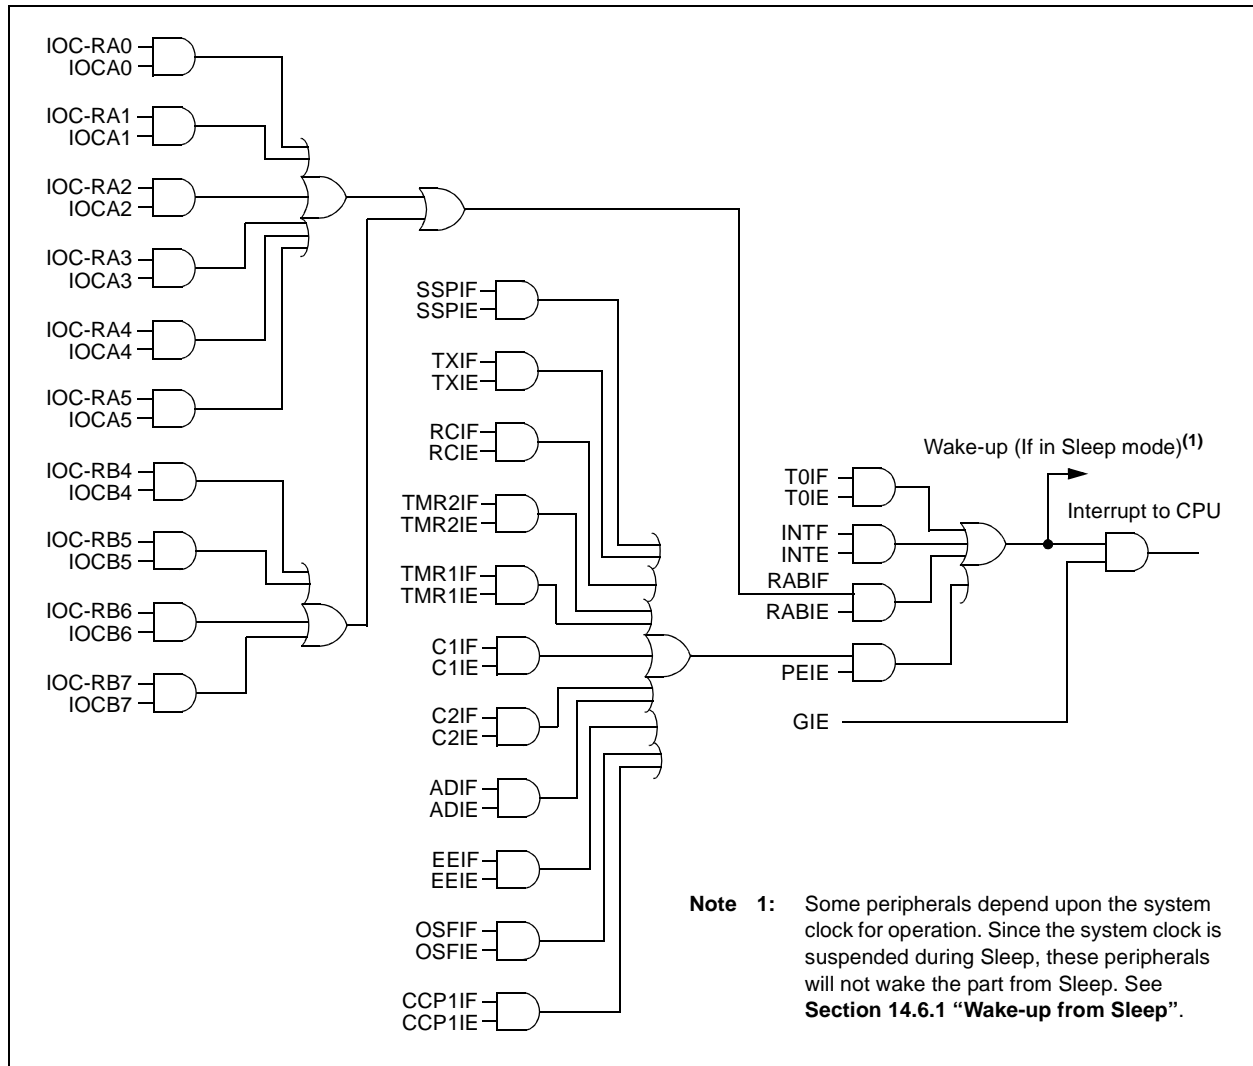 IOC-RA0
IOCA0
IOC-RA1
IOCA1
IOC-RA2
IOCA2
IOC-RA3
IOCA3
IOC-RA4
IOCA4
IOC-RA5
IOCA5
IOC-RB4
IOCB4
IOC-RB5
IOCB5
IOC-RB6
IOCB6
IOC-RB7
IOCB7
SSPIF
SSPIE
TXIF
TXIE
RCIF
RCIE
TMR2IF
TMR2IE
TMR1IF
TMR1IE
C1IF
C1IE
C2IF
C2IE
ADIF
ADIE
EEIF
EEIE
OSFIF
OSFIE
CCP1IF
CCP1IE
T0IF
T0IE
INTF
INTE
RABIF
RABIE
PEIE
GIE
Wake-up (If in Sleep mode)(1)
Interrupt to CPU
Note 1: Some peripherals depend upon the system
clock for operation. Since the system clock is
suspended during Sleep, these peripherals
will not wake the part from Sleep. See
Section 14.6.1 “Wake-up from Sleep”.